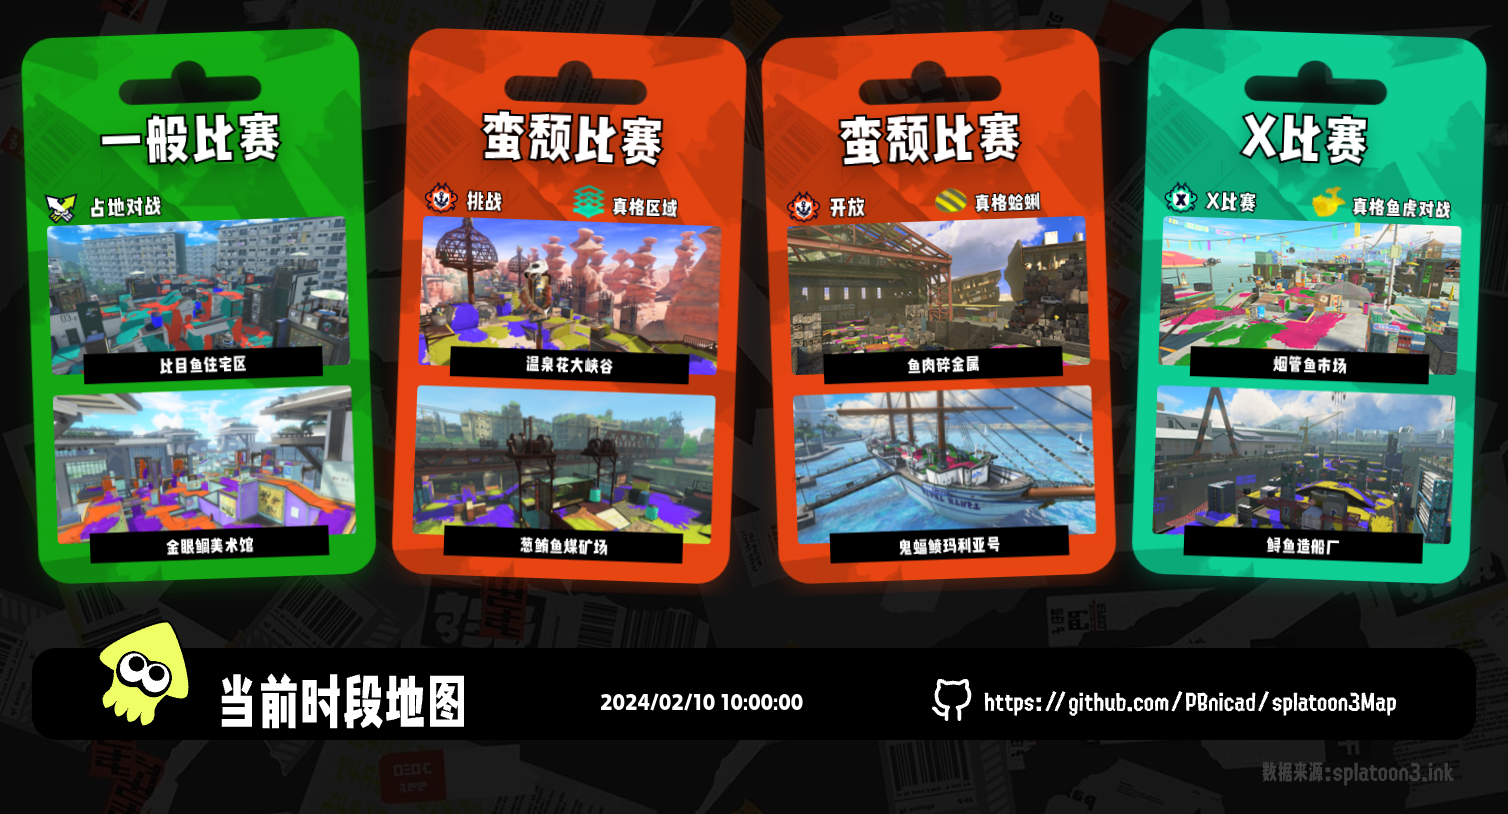 一般比赛
占地对战
比目鱼住宅区
金眼鲷美术馆
蛮颓比赛
挑战
真格区域
温泉花大峡谷
葱鲔鱼煤矿场
蛮颓比赛
开放
真格蛤蜊
鱼肉碎金属
鬼蝠鲼玛利亚号
X比赛
X比赛
真格鱼虎对战
烟管鱼市场
鲟鱼造船厂
当前时段地图
2024/02/10 10:00:00
https://github.com/PBnicad/splatoon3Map
数据来源:splatoon3.ink